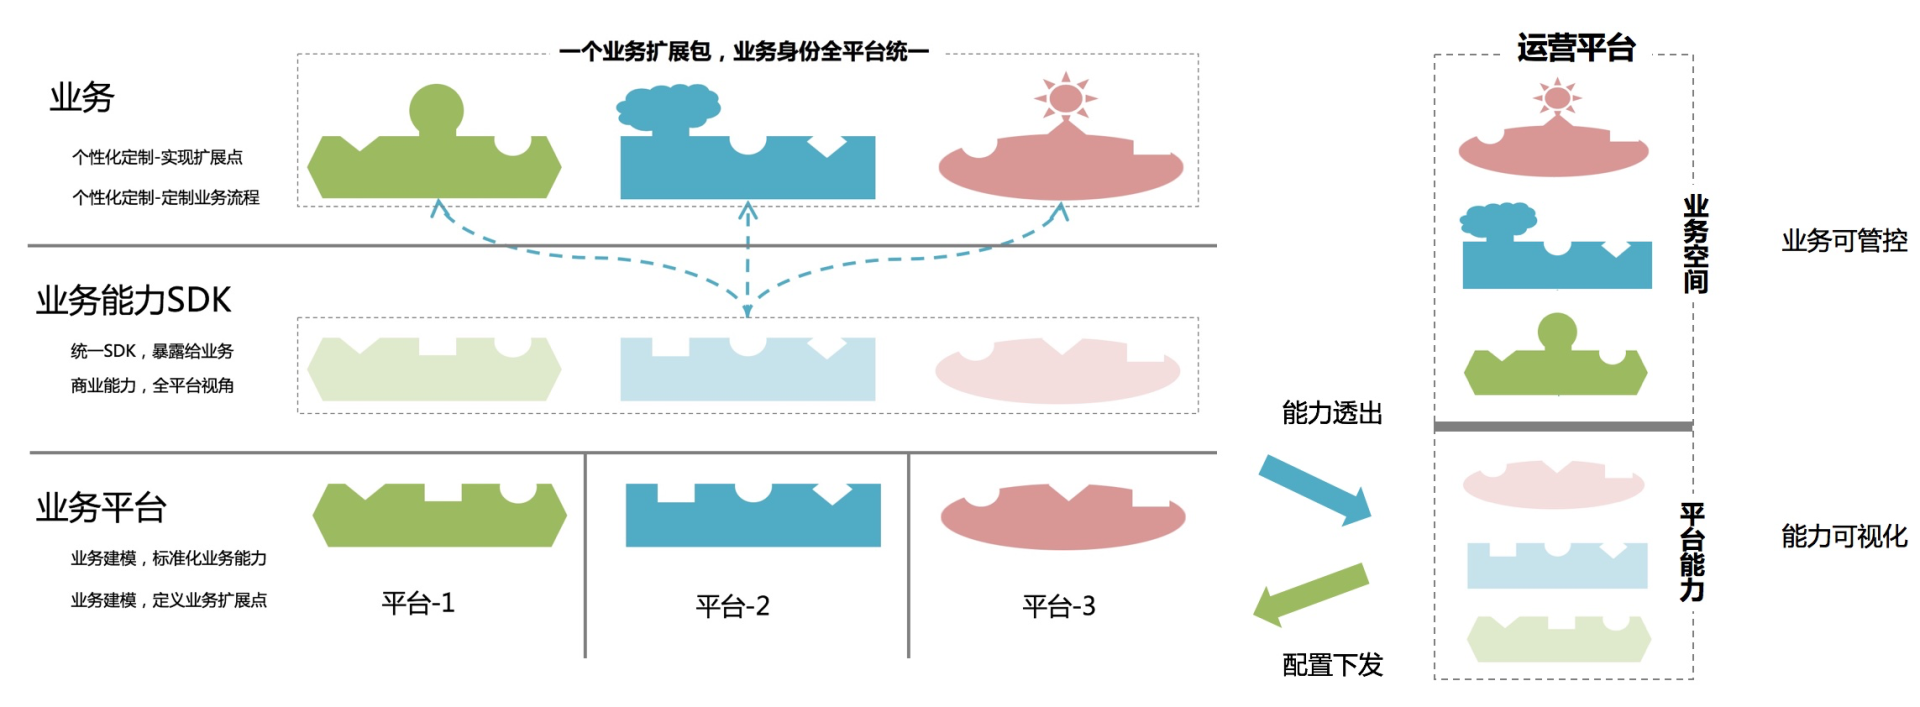 一个业务扩展包，业务身份全平台统一
业务
个性化定制-实现扩展点
个性化定制-定制业务流程
业务能力SDK
统一SDK，暴露给业务
商业能力，全平台视角
业务平台
业务建模，标准化业务能力
业务建模，定义业务扩展点
平台-1
平台-2
平台-3
能力透出
配置下发
运营平台
业务空间
业务可管控
平台能力
能力可视化